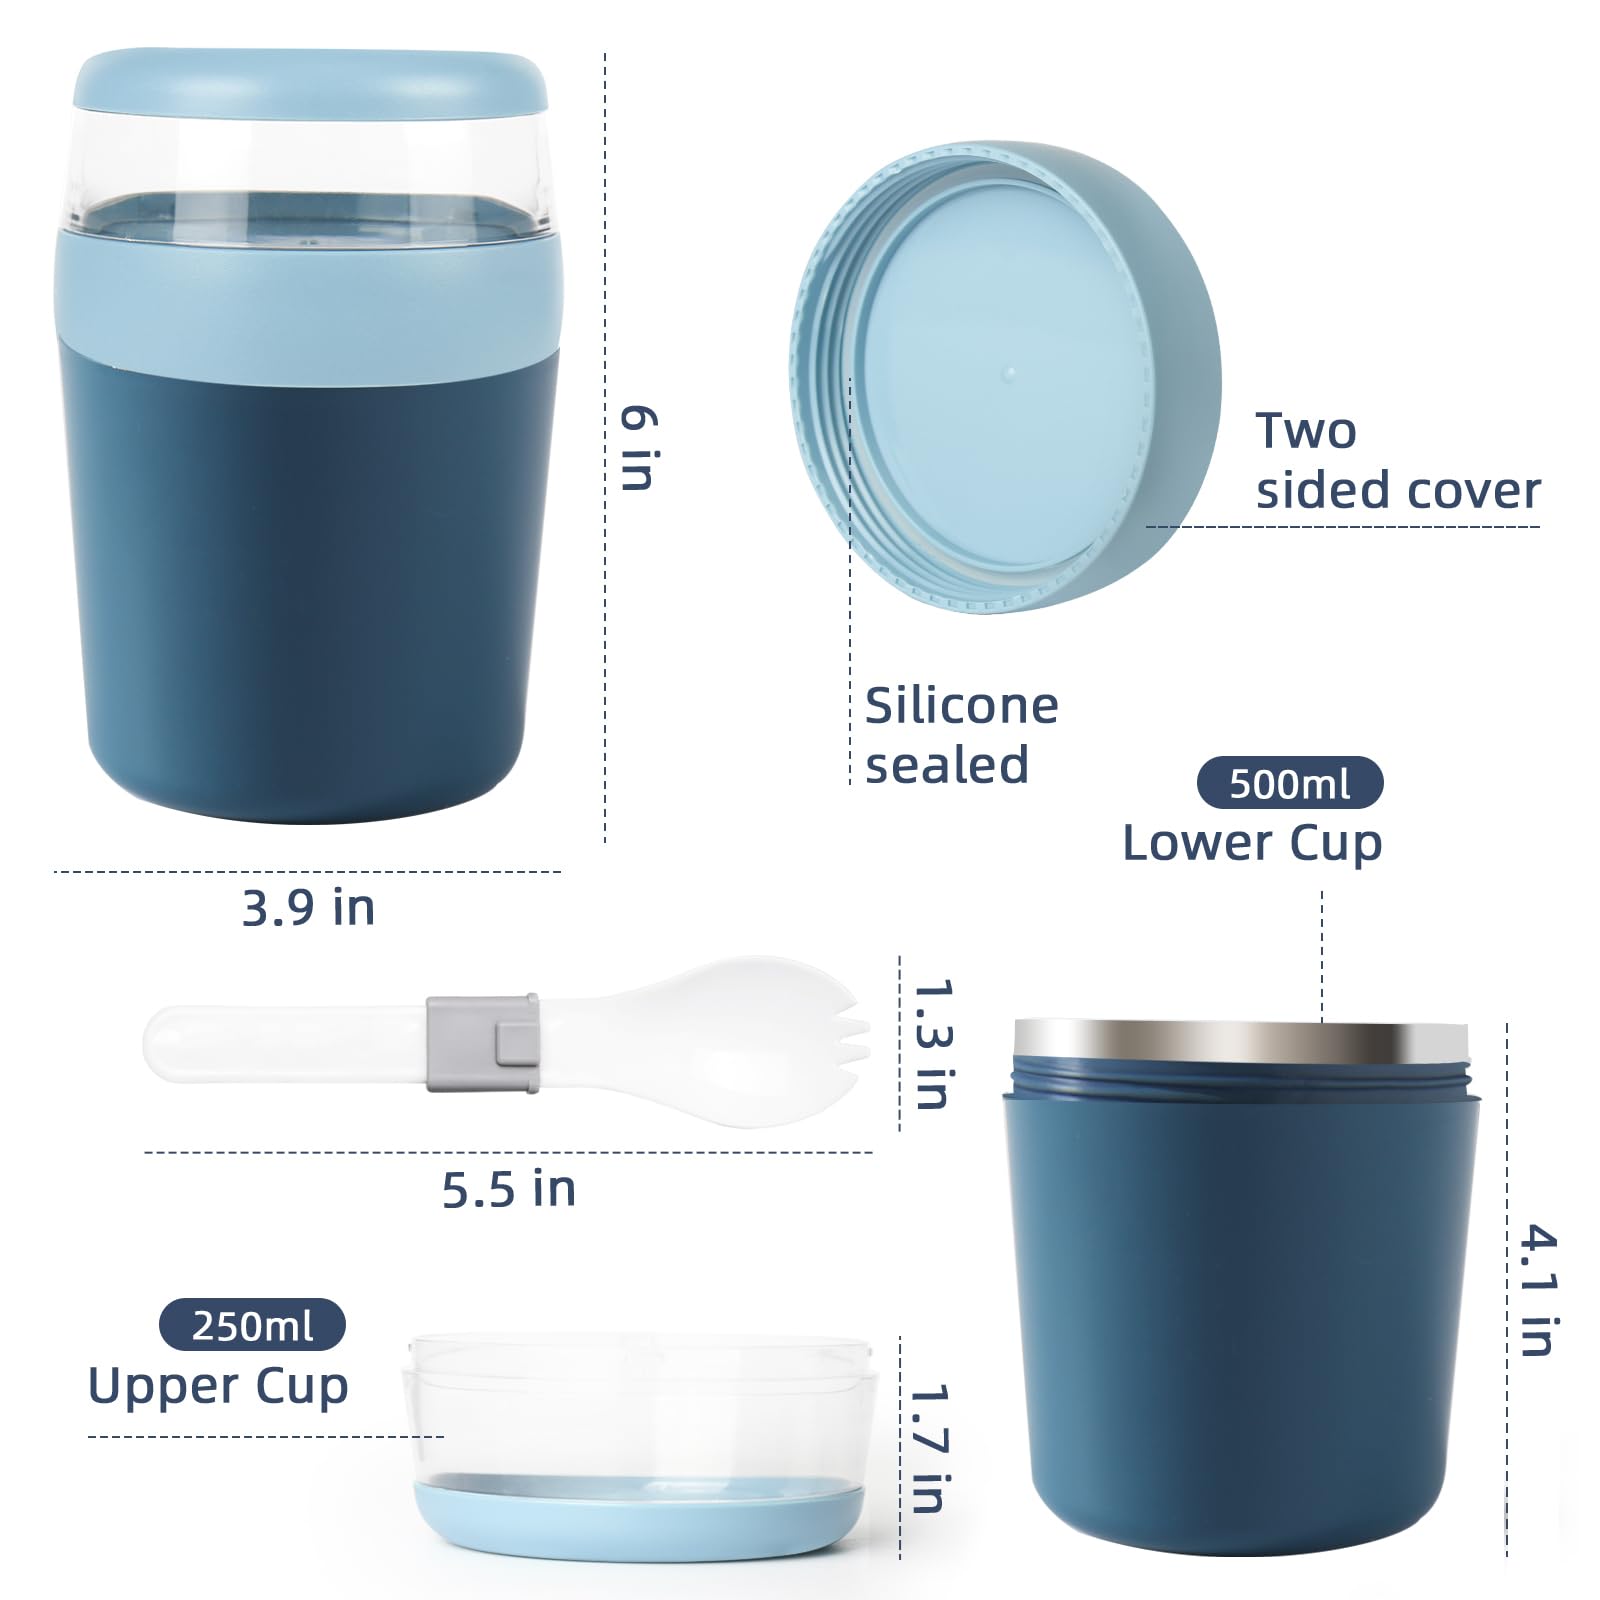 6 in
Two
sided cover
Silicone
sealed
500ml
Lower Cup
3.9 in
1.3 in
5.5 in
4.1 in
250ml
Upper Cup
1.7 in